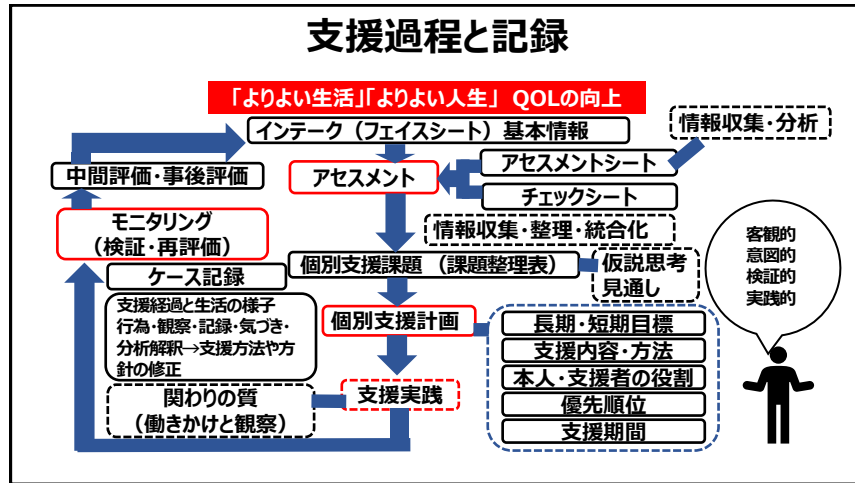 支援過程と記録
「よりよい生活」「よりよい人生」 QOLの向上
インテーク（フェイスシート）基本情報
情報収集・分析
中間評価・事後評価
アセスメント
アセスメントシート
チェックシート
モニタリング
（検証・再評価）
情報収集・整理・統合化
客観的
意図的
検証的
実践的
ケース記録
個別支援課題 （課題整理表）
仮説思考
見通し
支援経過と生活の様子
行為・観察・記録・気づき・
分析解釈→支援方法や方
針の修正
個別支援計画
長期・短期目標
支援内容・方法
本人・支援者の役割
優先順位
支援期間
関わりの質
（働きかけと観察）
支援実践